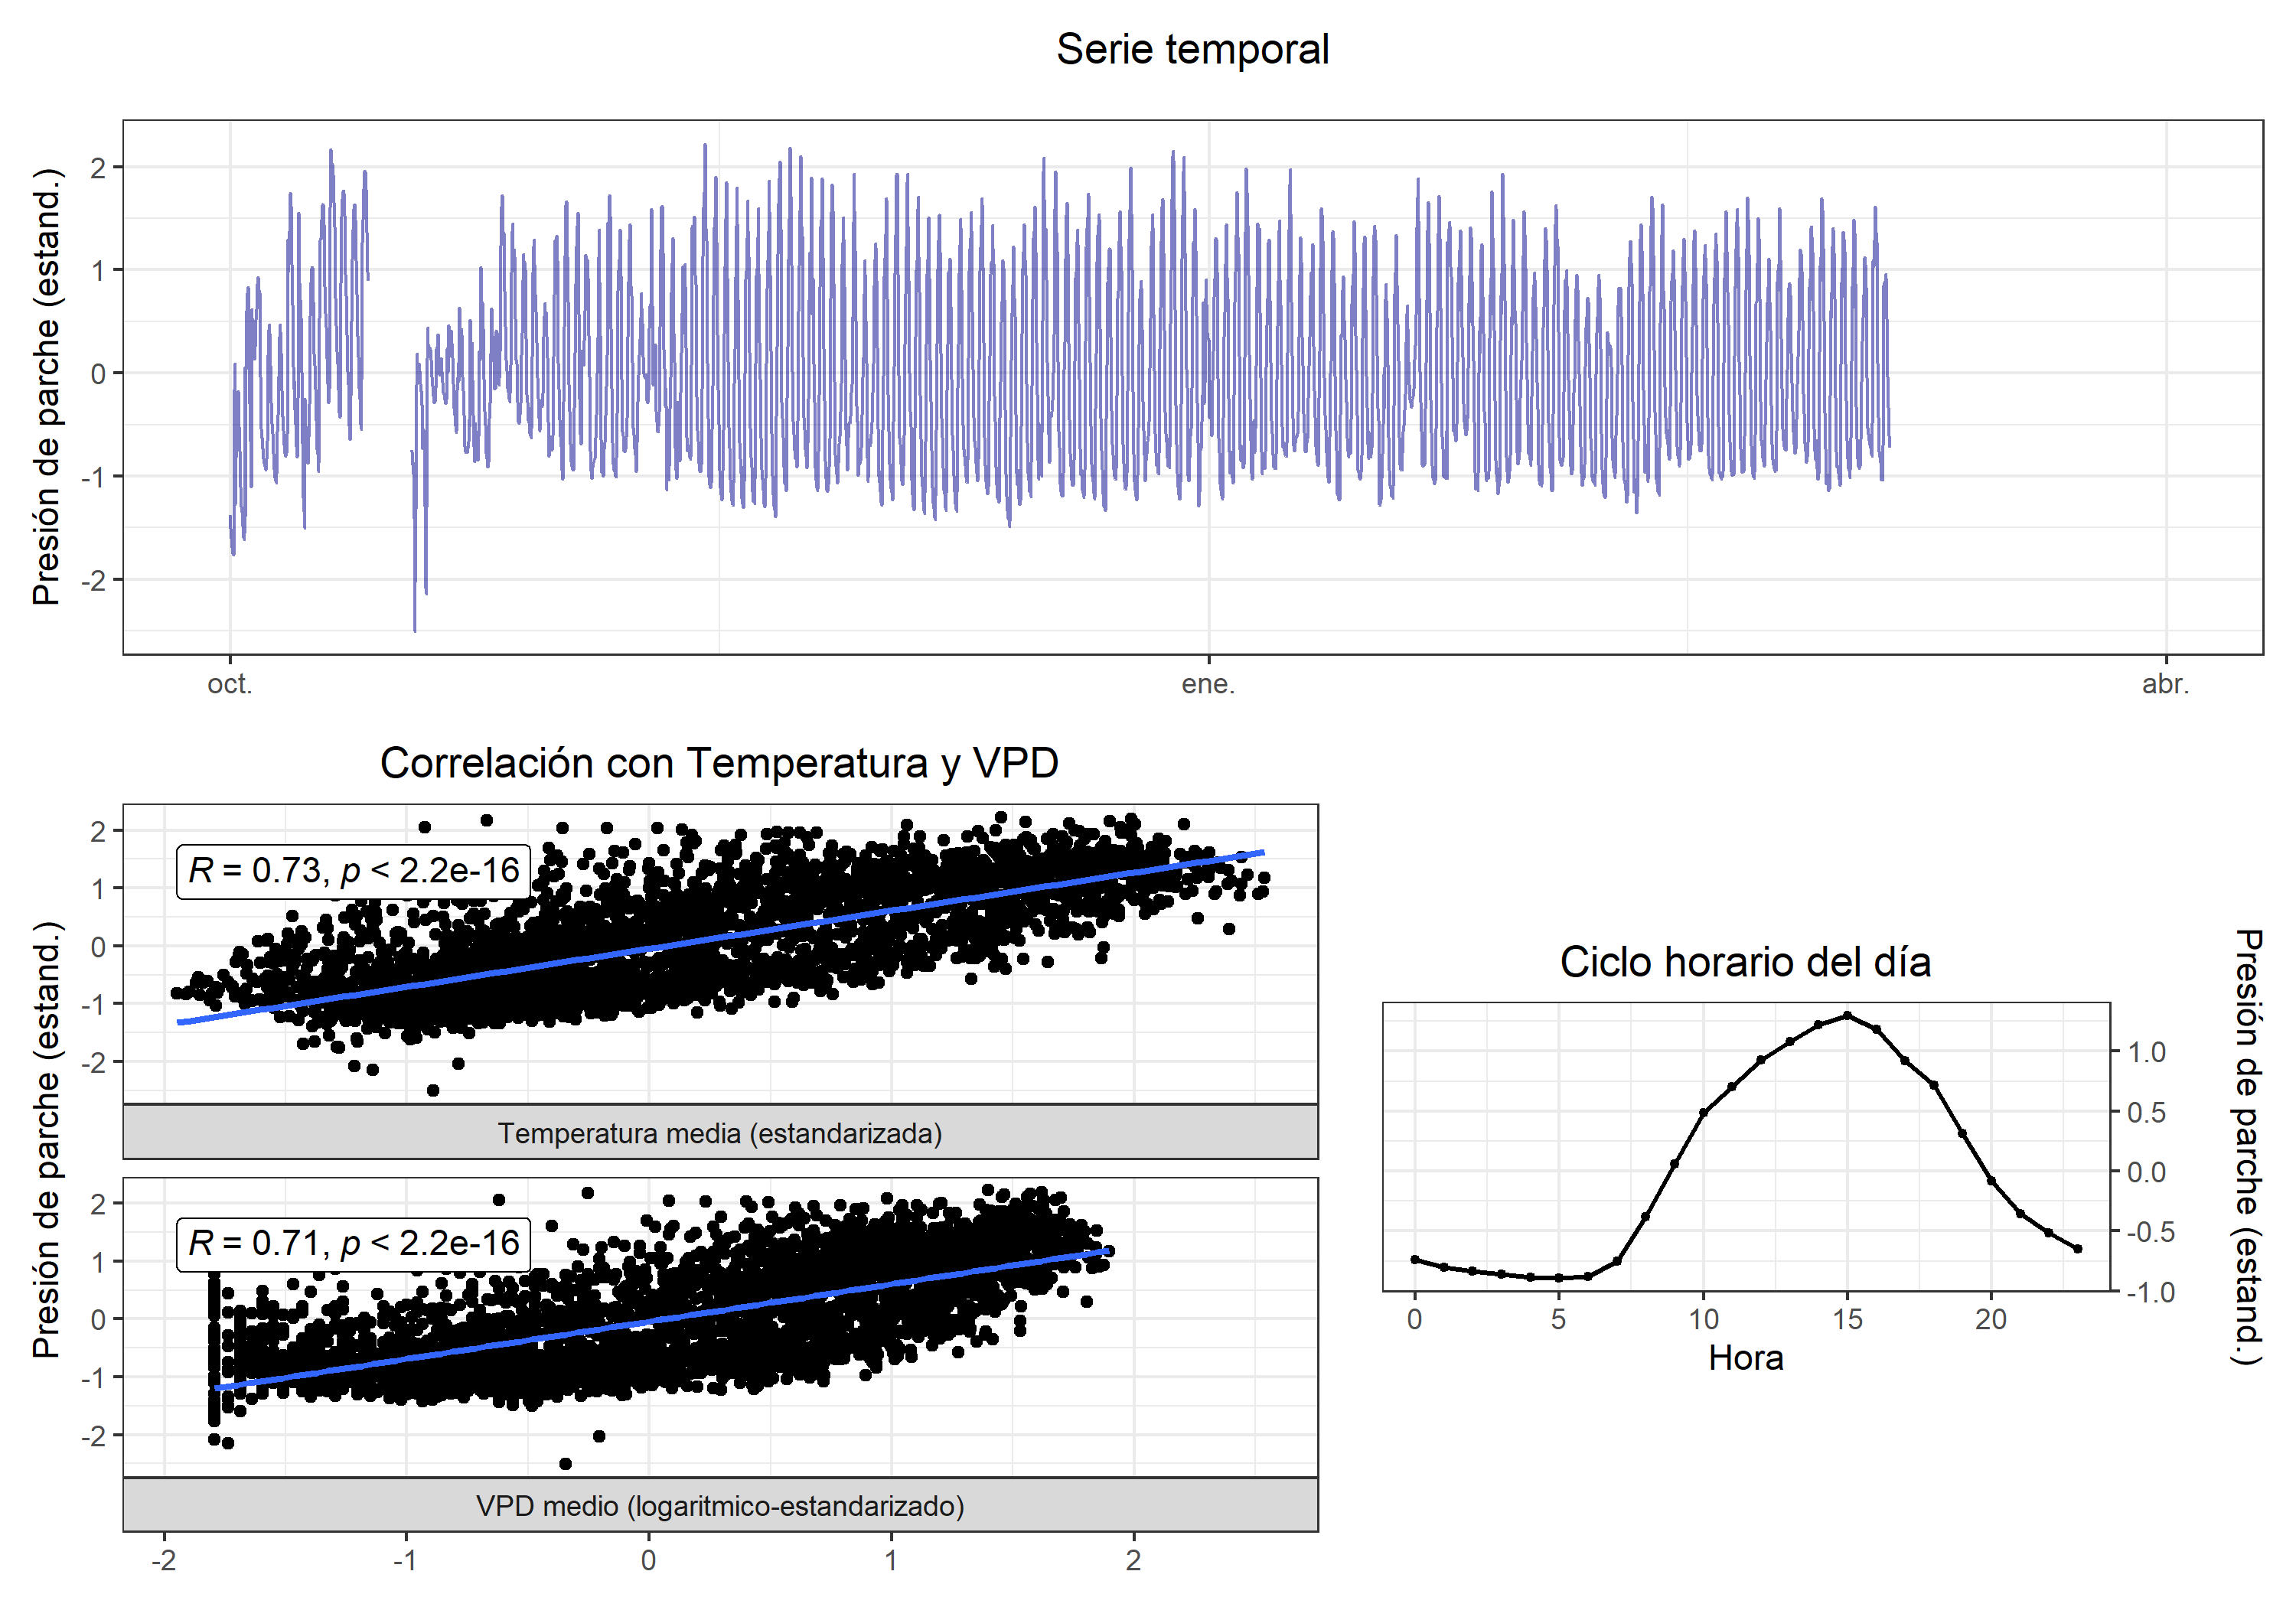 Serie temporal
Presión de parche (estand.)
2
1
0
-1
-2
oct.
ene.
abr.
Correlación con Temperatura y VPD
Presión de parche (estand.)
2
1
0
-1
-2
R = 0.73, p < 2.2e-16
Temperatura media (estandarizada)
2
1
0
-1
-2
R = 0.71, p < 2.2e-16
VPD medio (logaritmico-estandarizado)
-2
-1
0
1
2
Ciclo horario del día
1.0
0.5
0.0
-0.5
-1.0
Presión de parche (estand.)
0
5
10
15
20
Hora